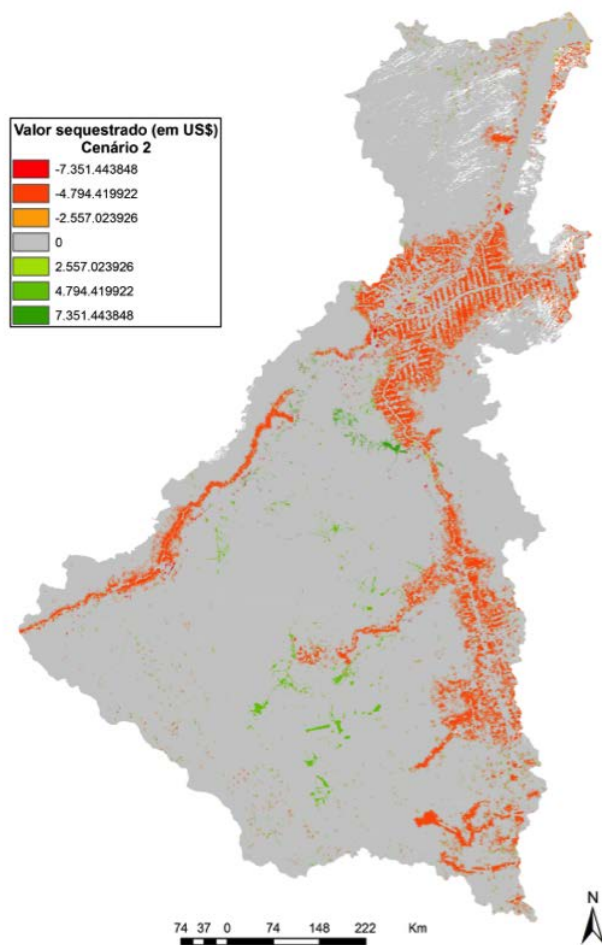 Valor sequestrado (em US$)
Cenário 2
-7.351.443848
-4.794.419922
-2.557.023926
0
2.557.023926
4.794.419922
7.351.443848
N
74 37 0 74 148 222 Km